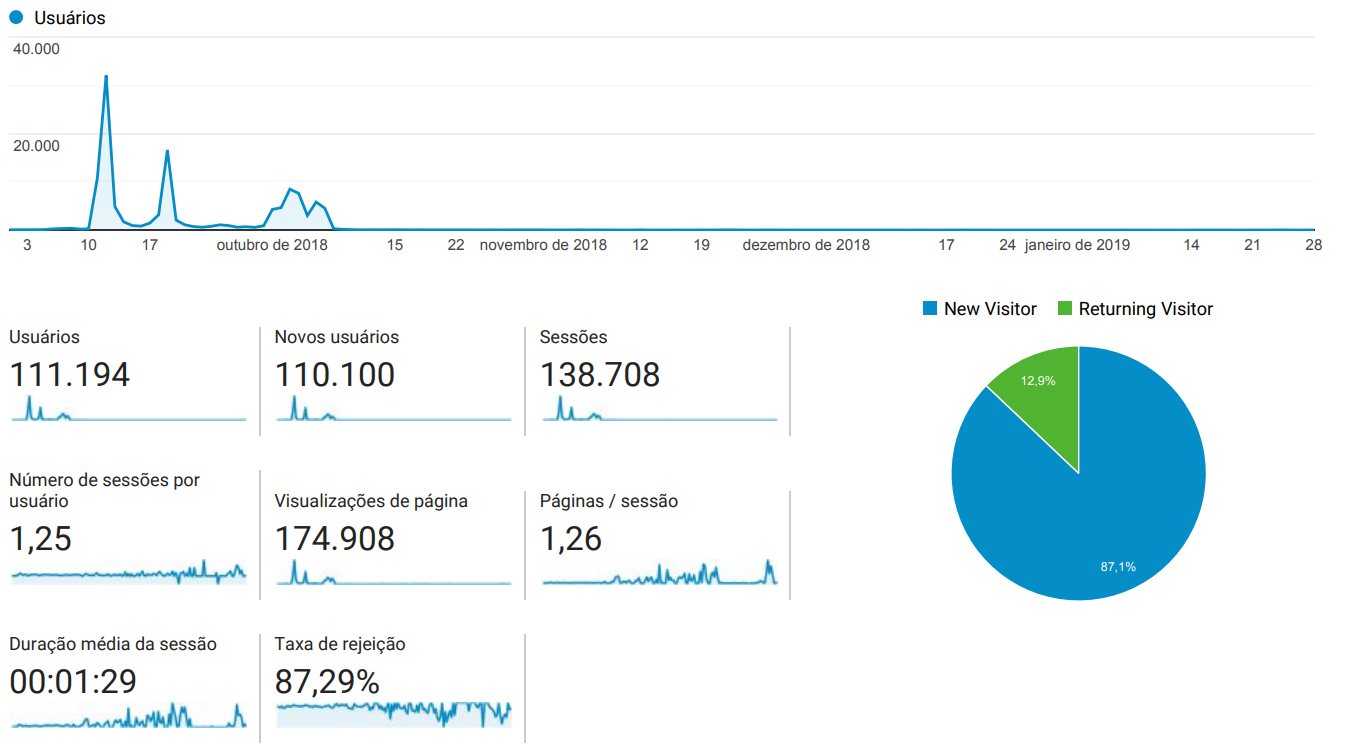 Usuários
40.000
20.000
3 10 17 outubro de 2018 15 22 novembro de 2018 12 19 dezembro de 2018 17 24 janeiro de 2019 14 21 28
New Visitor Returning Visitor
Usuários Novos usuários Sessões
111.194 110.100 138.708
12,9%
Número de sessões por
usuário Visualizações de página Páginas / sessão
1,25 174.908 1,26
87,1%
Duração média da sessão Taxa de rejeição
00:01:29 87,29%